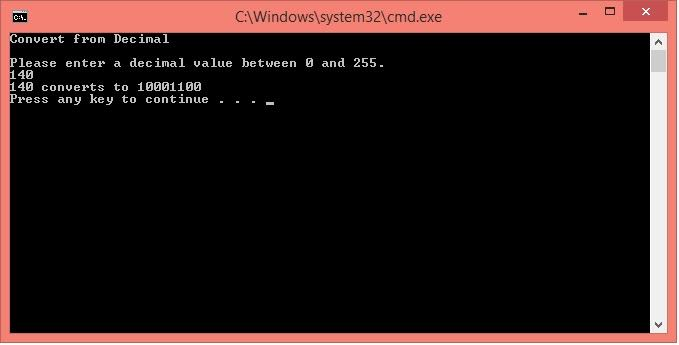 C:\Windows\system32\cmd.exe
Convert from Decimal
Please enter a decimal value between 0 and 255.
140
140 converts to 10001100
Press any key to continue . . . _